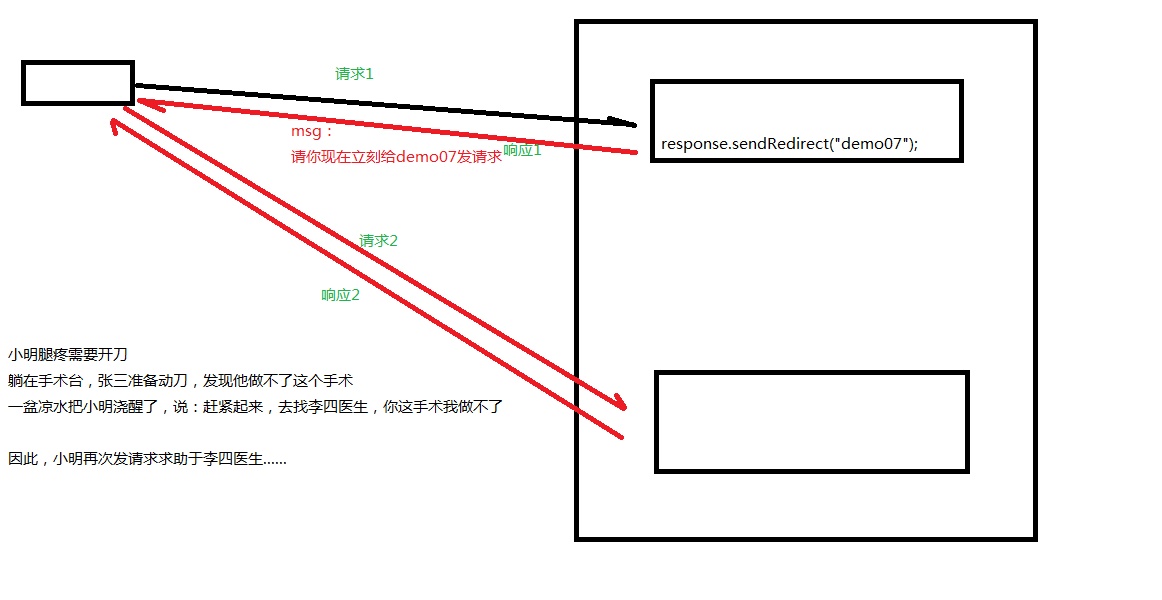 请求1
msg：
请你现在立刻给demo07发请求
响应1
response.sendRedirect("demo07");
请求2
响应2
小明腿疼需要开刀
躺在手术台，张三准备动刀，发现他做不了这个手术
一盆凉水把小明浇醒了，说：赶紧起来，去找李四医生，你这手术我做不了
因此，小明再次发请求求助于李四医生......